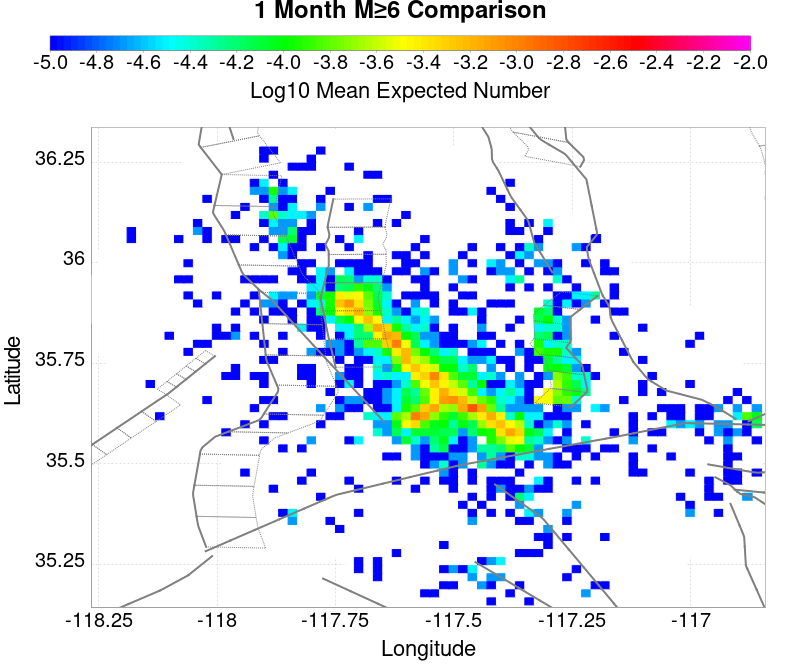 1 Month M≥6 Comparison
-5.0 -4.8 -4.6 -4.4 -4.2 -4.0 -3.8 -3.6 -3.4 -3.2 -3.0 -2.8 -2.6 -2.4 -2.2 -2.0
Log10 Mean Expected Number
36.25
36
35.75
35.5
35.25
Latitude
-118.25 -118 -117.75 -117.5 -117.25 -117
Longitude